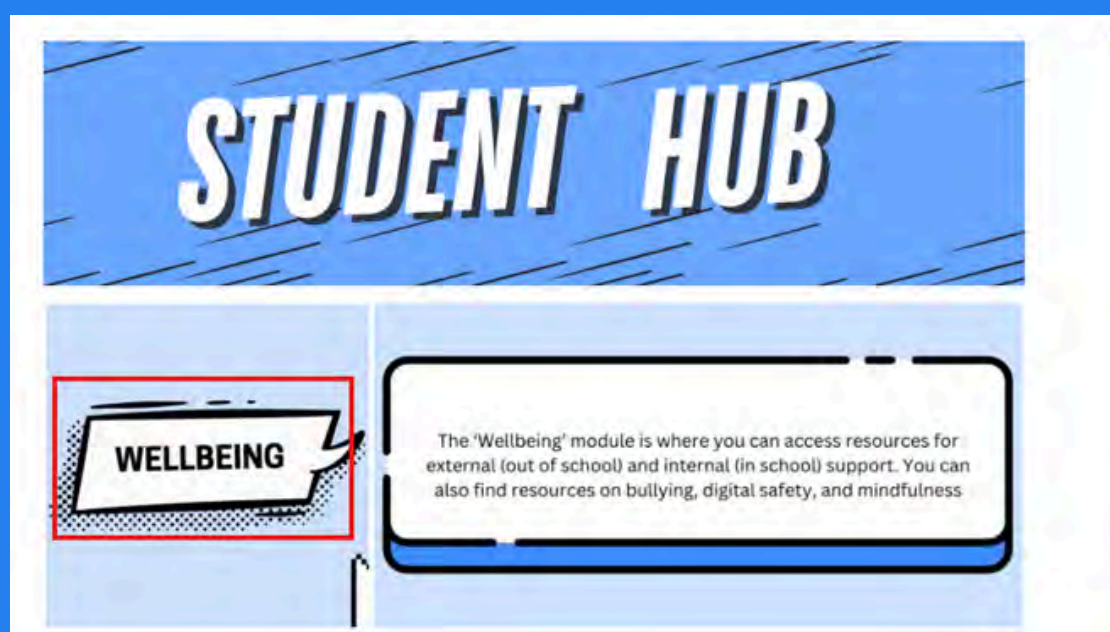 STUDENT HUB
WELLBEING
The ‘Wellbeing’ module is where you can access resources for
external (out of school) and internal (in school) support. You can
also find resources on bullying, digital safety, and mindfulness